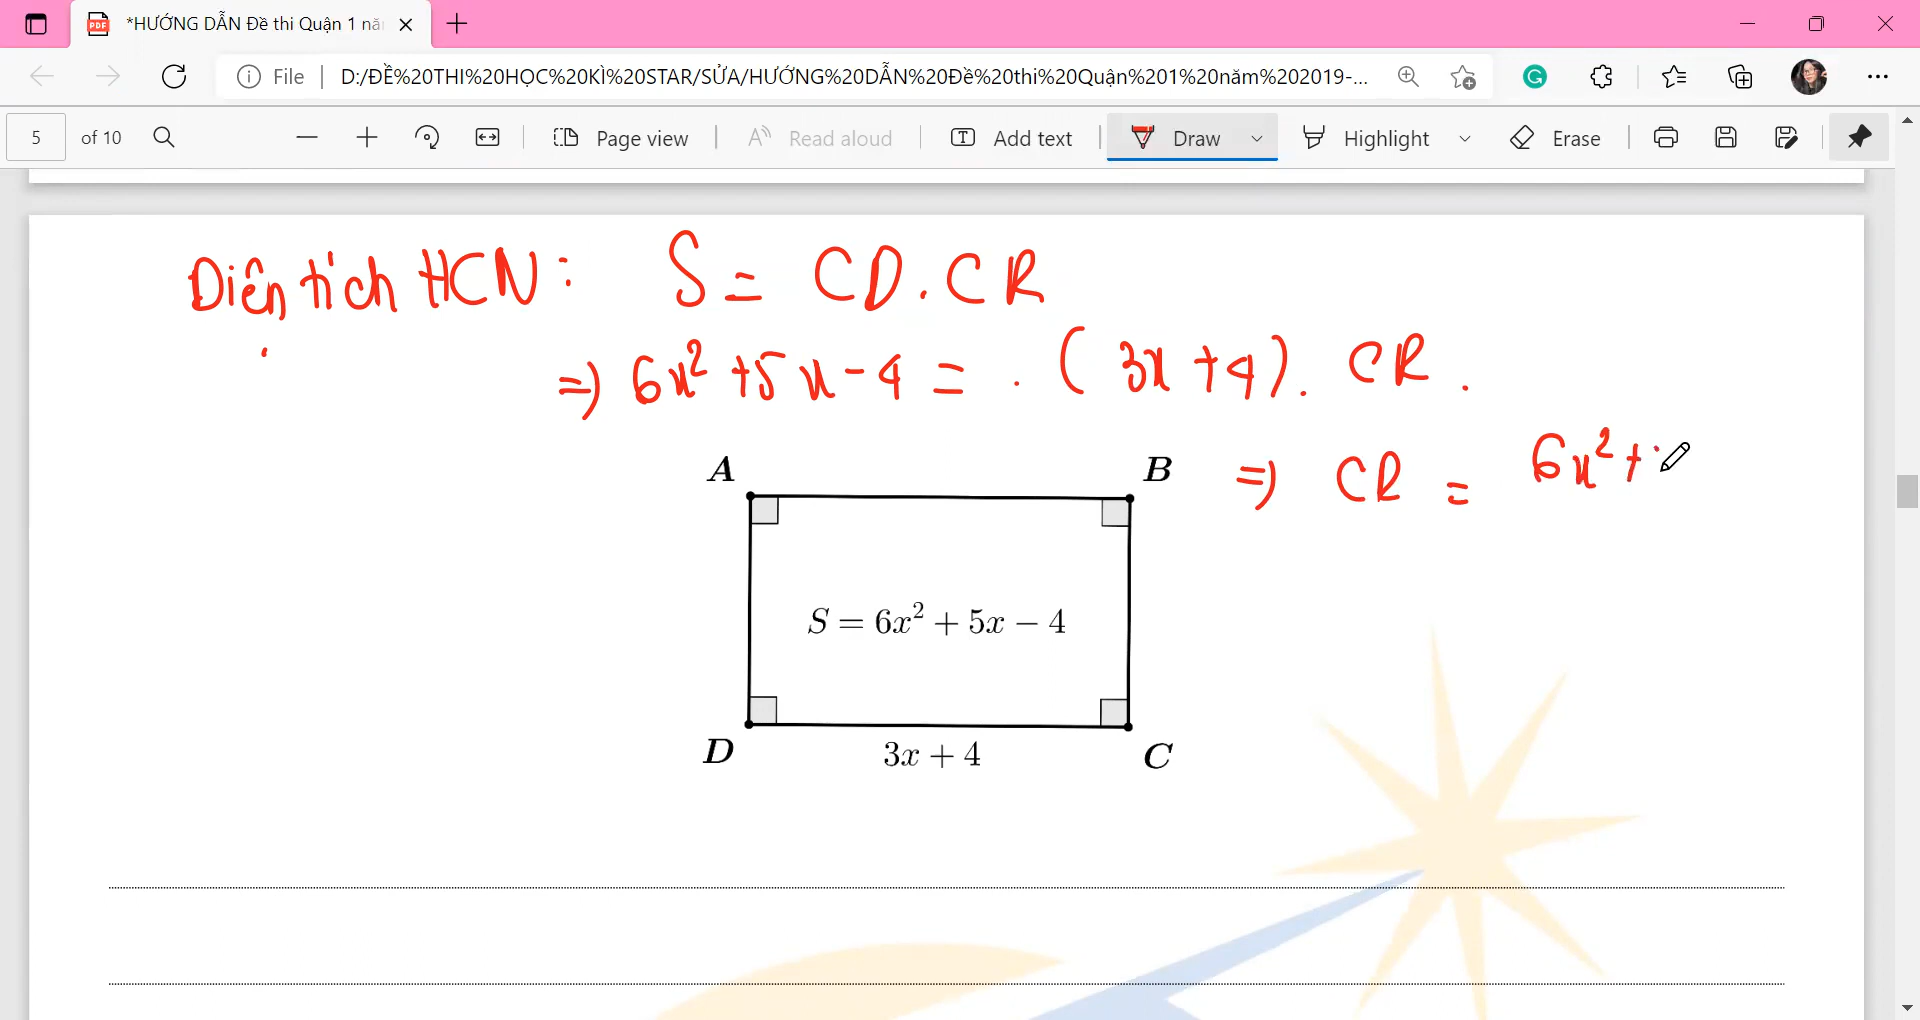 *HƯỚNG DẪN Đề thi Quận 1 nă
File D:/ĐỀ%20THI%20HỌC%20KÌ%20STAR/SỬA/HƯỚNG%20DẪN%20Đề%20thi%20Quận%201%20năm%202019-...
5 of 10 Page view Read aloud Add text Draw Highlight Erase
Diện tích HCN: S = CD.CR
=> 6x² + 5x - 4 = . (3x + 4). CR.
A B => CR = 6x² +
S = 6x² + 5x − 4
D 3x + 4 C